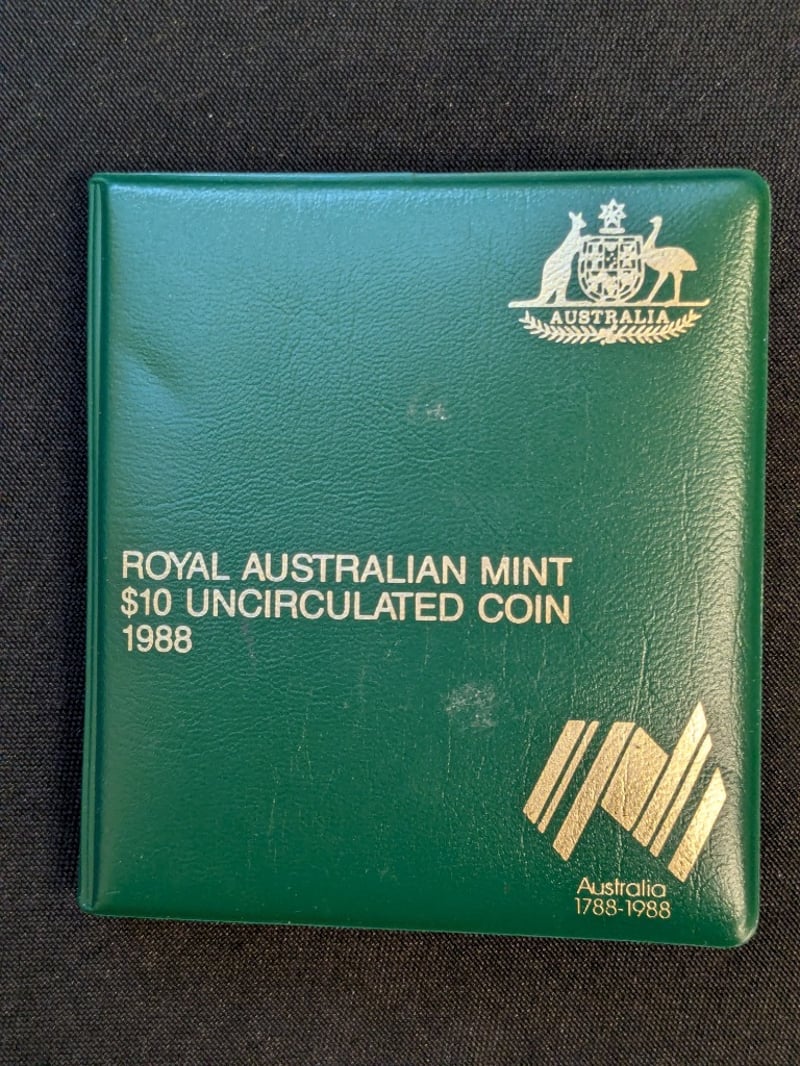 AUSTRALIA
ROYAL AUSTRALIAN MINT
$10 UNCIRCULATED COIN
1988
Australia
1788-1988